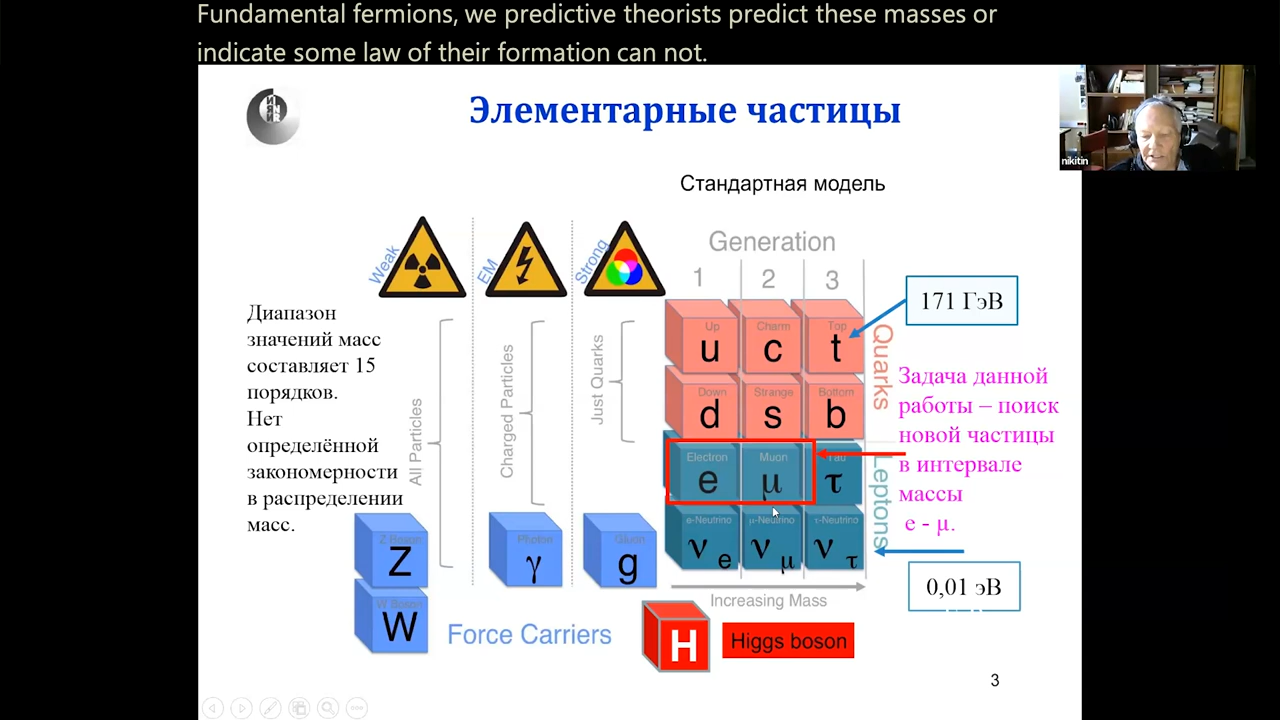 Fundamental fermions, we predictive theorists predict these masses or
indicate some law of their formation can not.
nikitin
Элементарные частицы
Стандартная модель
Weak
EM
Strong
Generation
1 2 3
Диапазон
значений масс
составляет 15
порядков.
Нет
определённой
закономерности
в распределении
масс.
All Particles
Charged Particles
Just Quarks
Up
u
Charm
c
Top
t
Down
d
Strange
s
Bottom
b
Electron
e
Muon
μ
Tau
τ
e-Neutrino
ν e
μ-Neutrino
ν μ
τ-Neutrino
ν τ
Quarks
Leptons
171 ГэВ
Задача данной
работы – поиск
новой частицы
в интервале
массы
e - μ.
0,01 эВ
Increasing Mass
Z Boson
Z
W Boson
W
Photon
γ
Gluon
g
Force Carriers
H
Higgs boson
3